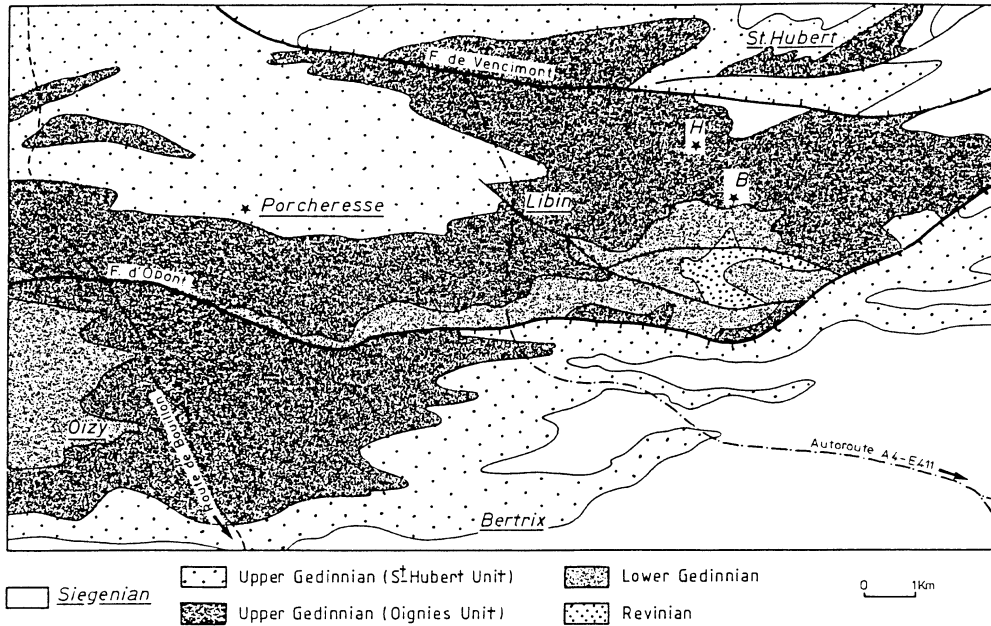 St. Hubert
F. de Vencimont
H
B
Libin
Porcheresse
F. d'Opont
Oizy
Route de Bouillon
Autoroute A4-E411
Bertrix
Siegenian
Upper Gedinnian (St Hubert Unit)
Upper Gedinnian (Oignies Unit)
Lower Gedinnian
Revinian
0 1Km